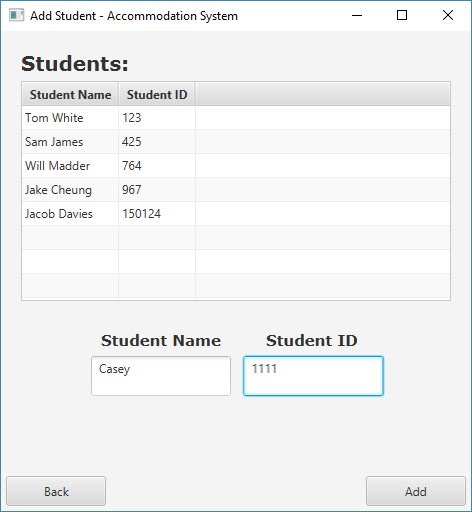 Add Student - Accommodation System
Students:
Student Name Student ID
Tom White 123
Sam James 425
Will Madder 764
Jake Cheung 967
Jacob Davies 150124
Student Name Student ID
Casey 1111
Back Add